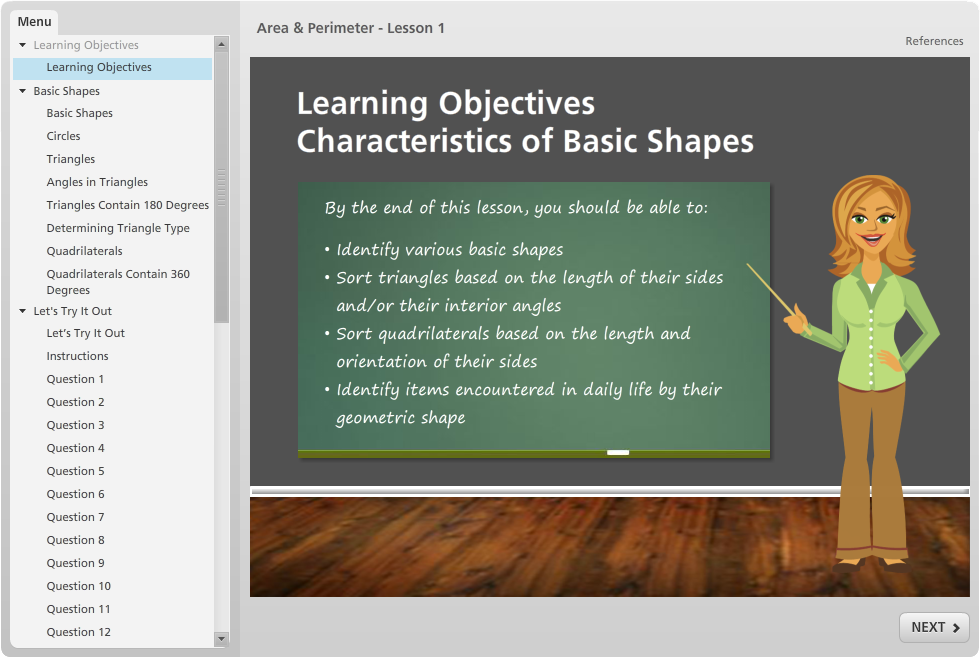 Menu
Learning Objectives
Learning Objectives
Basic Shapes
Basic Shapes
Circles
Triangles
Angles in Triangles
Triangles Contain 180 Degrees
Determining Triangle Type
Quadrilaterals
Quadrilaterals Contain 360
Degrees
Let's Try It Out
Let's Try It Out
Instructions
Question 1
Question 2
Question 3
Question 4
Question 5
Question 6
Question 7
Question 8
Question 9
Question 10
Question 11
Question 12
Area & Perimeter - Lesson 1
References
Learning Objectives
Characteristics of Basic Shapes
By the end of this lesson, you should be able to:
• Identify various basic shapes
• Sort triangles based on the length of their sides
and/or their interior angles
• Sort quadrilaterals based on the length and
orientation of their sides
• Identify items encountered in daily life by their
geometric shape
NEXT